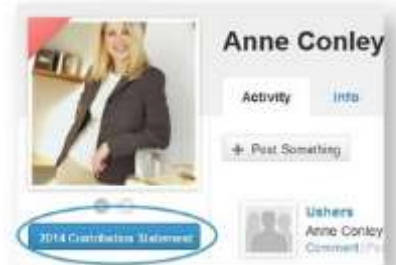 Anne Conley
Activity Info
+ Post Something
2014 Contribution Statement
Ushers
Anne Conley
Comment